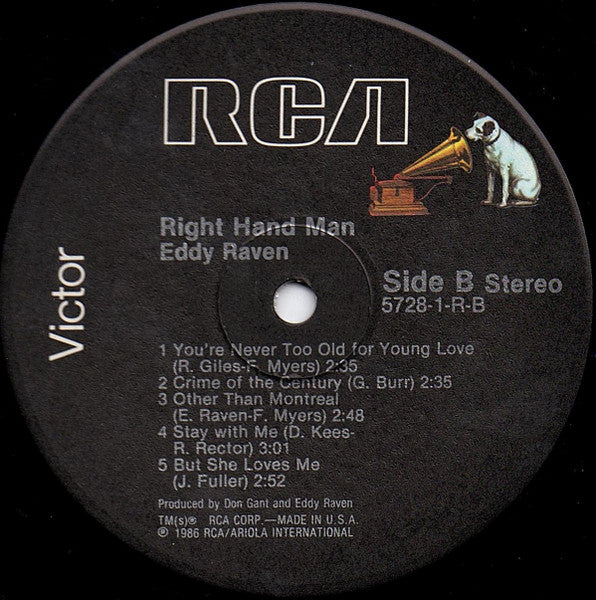 RCA
Victor
Right Hand Man
Eddy Raven
Side B Stereo
5728-1-R-B
1 You're Never Too Old for Young Love
(R. Giles-F. Myers) 2:35
2 Crime of the Century (G. Burr) 2:35
3 Other Than Montreal
(E. Raven-F. Myers) 2:48
4 Stay with Me (D. Kees-
R. Rector) 3:01
5 But She Loves Me
(J. Fuller) 2:52
Produced by Don Gant and Eddy Raven
TM(s)® RCA CORP.—MADE IN U.S.A.
℗ 1986 RCA/ARIOLA INTERNATIONAL